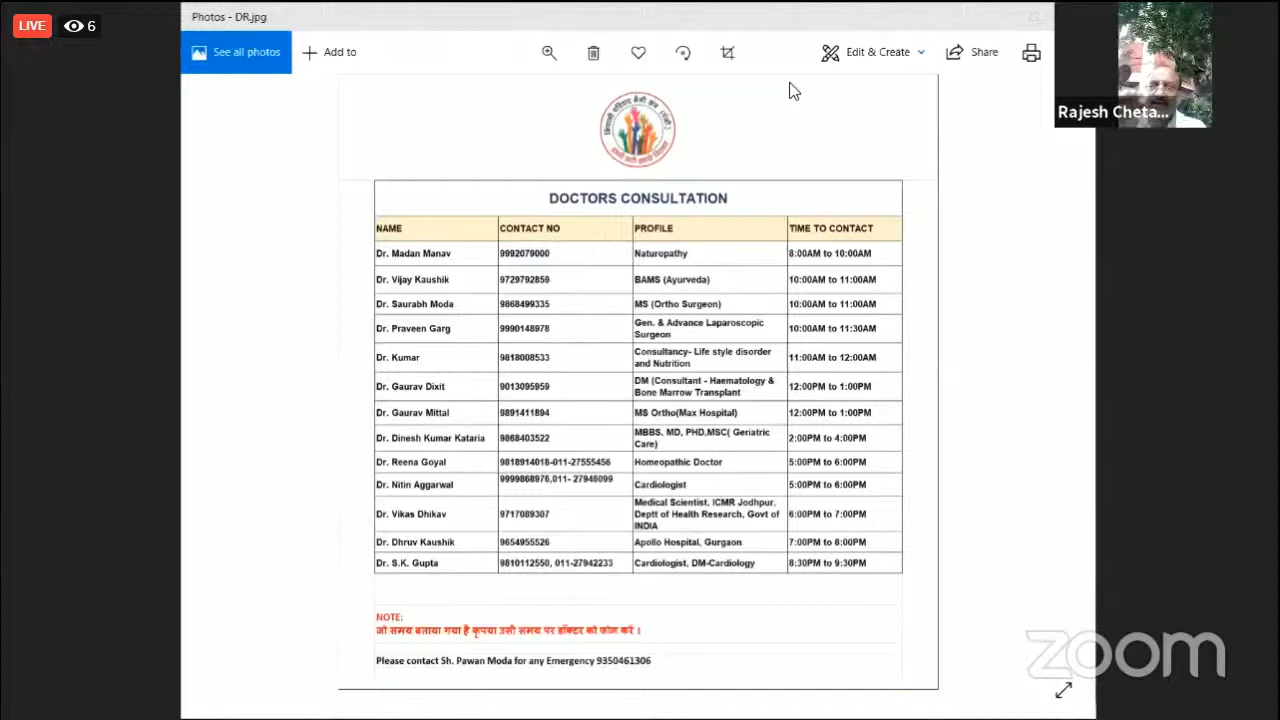 LIVE 6
Photos - DR.jpg
See all photos Add to Edit & Create Share
Rajesh Cheta...
DOCTORS CONSULTATION
NAME CONTACT NO PROFILE TIME TO CONTACT
Dr. Madan Manav 9992079000 Naturopathy 8:00AM to 10:00AM
Dr. Vijay Kaushik 9729792859 BAMS (Ayurveda) 10:00AM to 11:00AM
Dr. Saurabh Moda 9868499335 MS (Ortho Surgeon) 10:00AM to 11:00AM
Dr. Praveen Garg 9990148978 Gen. & Advance Laparoscopic
Surgeon 10:00AM to 11:30AM
Dr. Kumar 9818008533 Consultancy- Life style disorder
and Nutrition 11:00AM to 12:00AM
Dr. Gaurav Dixit 9013095959 DM (Consultant - Haematology &
Bone Marrow Transplant 12:00PM to 1:00PM
Dr. Gaurav Mittal 9891411894 MS Ortho(Max Hospital) 12:00PM to 1:00PM
Dr. Dinesh Kumar Kataria 9868403522 MBBS, MD, PHD,MSC( Geriatric
Care) 2:00PM to 4:00PM
Dr. Reena Goyal 9818914018-011-27555456 Homeopathic Doctor 5:00PM to 6:00PM
Dr. Nitin Aggarwal 9999868976,011- 27946099 Cardiologist 5:00PM to 6:00PM
Dr. Vikas Dhikav 9717089307 Medical Scientist, ICMR Jodhpur,
Deptt of Health Research, Govt of
INDIA 6:00PM to 7:00PM
Dr. Dhruv Kaushik 9654955526 Apollo Hospital, Gurgaon 7:00PM to 8:00PM
Dr. S.K. Gupta 9810112550, 011-27942233 Cardiologist, DM-Cardiology 8:30PM to 9:30PM
NOTE:
जो समय बताया गया है कृपया उसी समय पर डॉक्टर को फोन करें ।
Please contact Sh. Pawan Moda for any Emergency 9350461306
zoom